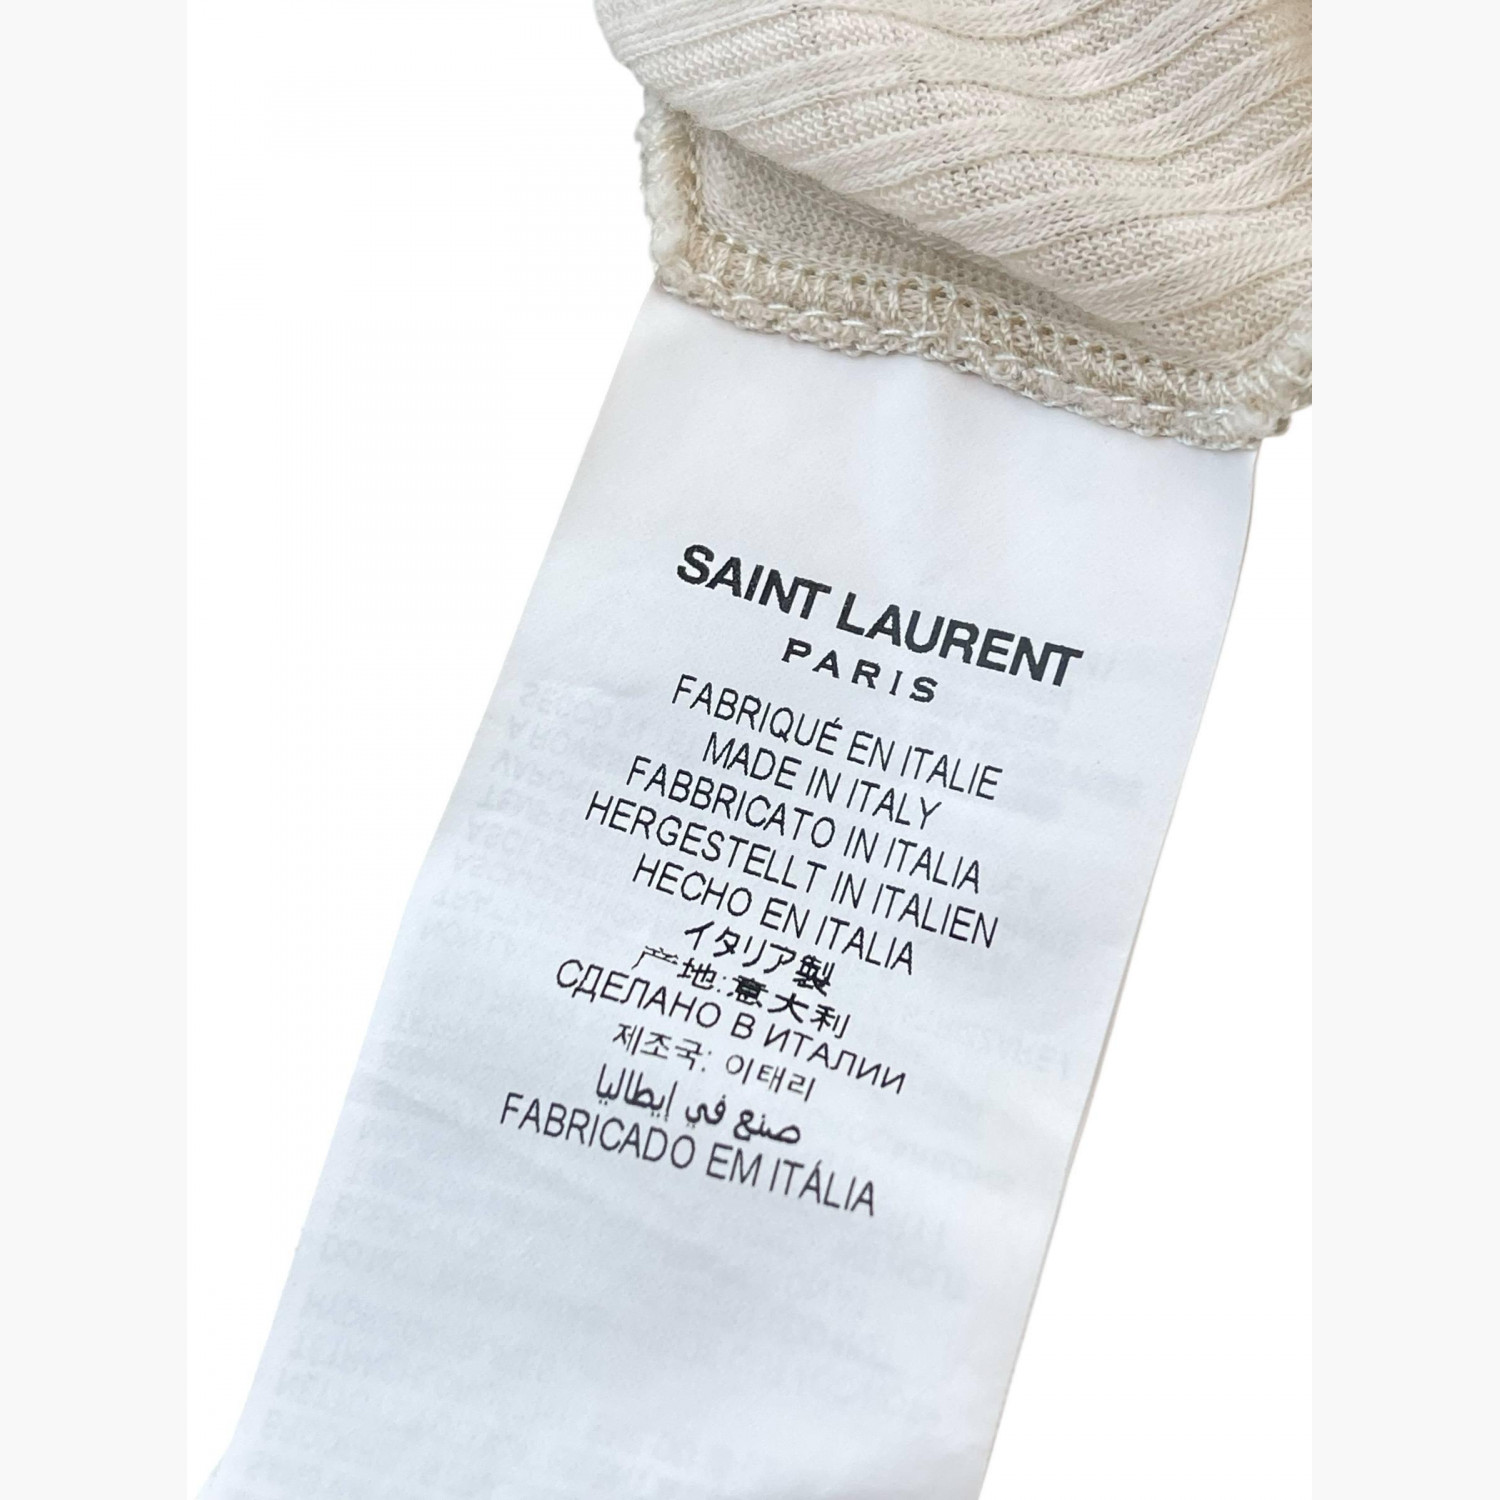 SAINT LAURENT
PARIS
FABRIQUÉ EN ITALIE
MADE IN ITALY
FABBRICATO IN ITALIA
HERGESTELLT IN ITALIEN
HECHO EN ITALIA
イタリア製
产地:意大利
СДЕЛАНО В ИТАЛИИ
제조국: 이태리
صنع في إيطاليا
FABRICADO EM ITÁLIA